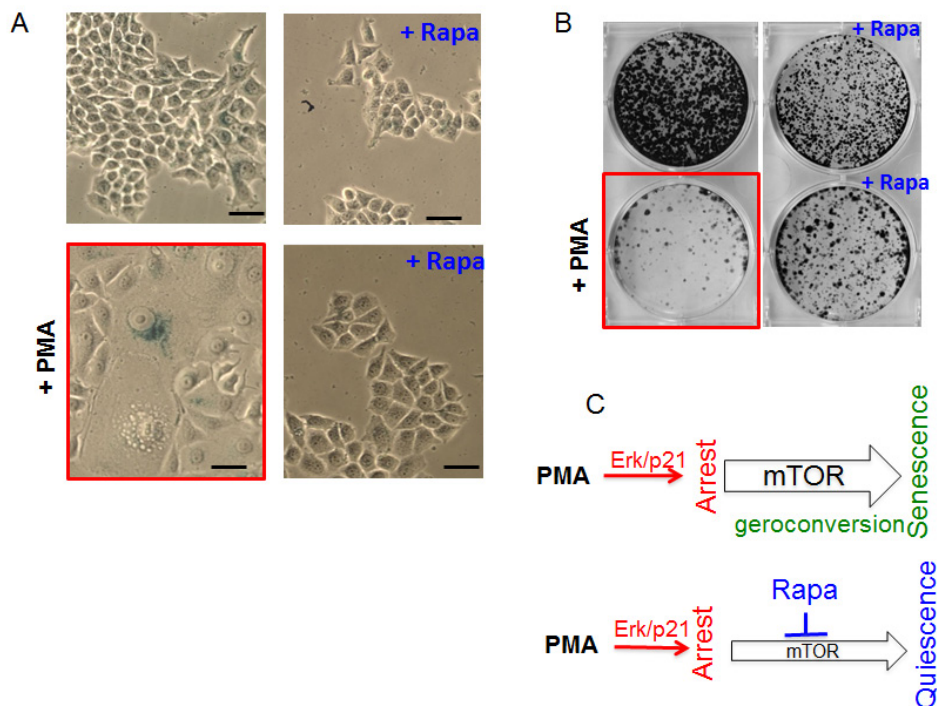 A
+ Rapa
+ PMA
+ Rapa
B
+ Rapa
+ PMA
+ Rapa
C
PMA
Erk/p21
Arrest
mTOR
geroconversion
Senescence
Rapa
PMA
Erk/p21
Arrest
mTOR
Quiescence